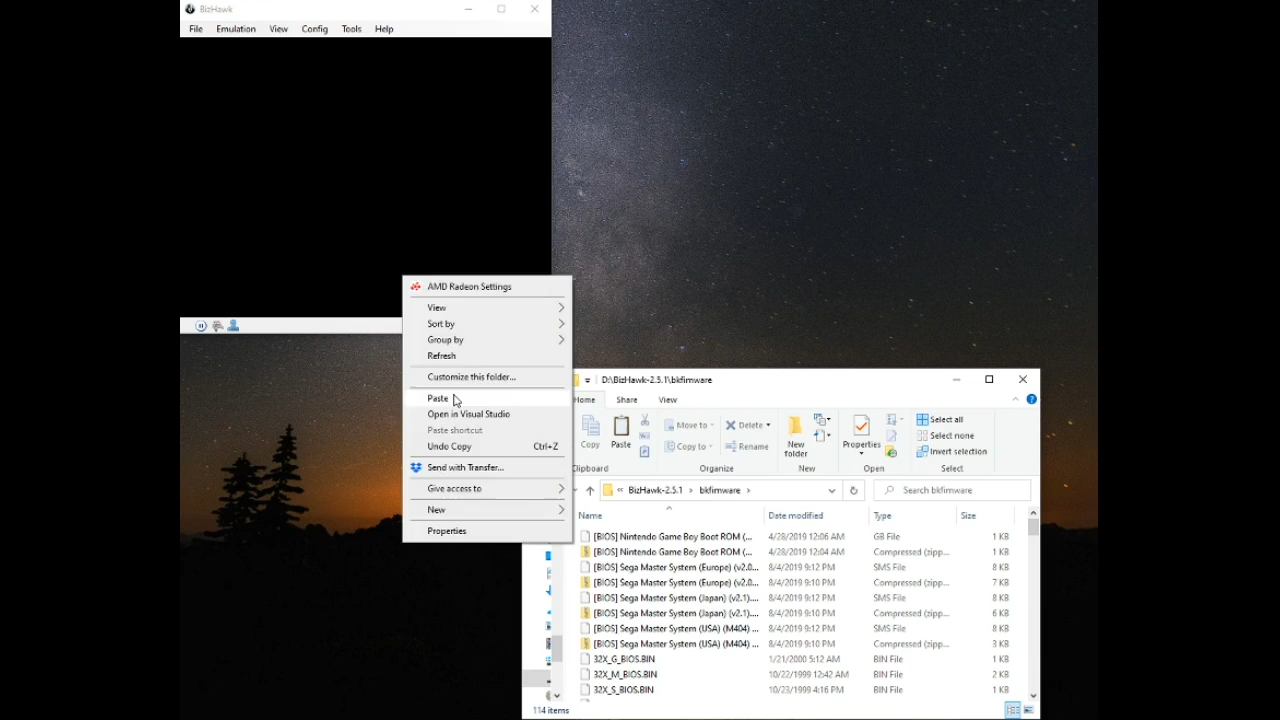 BizHawk
File Emulation View Config Tools Help
AMD Radeon Settings
View
Sort by
Group by
Refresh
Customize this folder...
Paste
Open in Visual Studio
Paste shortcut
Undo Copy Ctrl+Z
Send with Transfer...
Give access to
New
Properties
D:\BizHawk-2.5.1\bkfimware
Home Share View
Copy
Paste
Move to
Copy to
Delete
Rename
New folder
Properties
Select all
Select none
Invert selection
Clipboard Organize New Open Select
« BizHawk-2.5.1 › bkfimware ›
Search bkfimware
Name Date modified Type Size
[BIOS] Nintendo Game Boy Boot ROM (... 4/28/2019 12:06 AM GB File 1 KB
[BIOS] Nintendo Game Boy Boot ROM (... 4/28/2019 12:04 AM Compressed (zipp... 1 KB
[BIOS] Sega Master System (Europe) (v2.0... 8/4/2019 9:12 PM SMS File 8 KB
[BIOS] Sega Master System (Europe) (v2.0... 8/4/2019 9:10 PM Compressed (zipp... 7 KB
[BIOS] Sega Master System (Japan) (v2.1).... 8/4/2019 9:12 PM SMS File 8 KB
[BIOS] Sega Master System (Japan) (v2.1).... 8/4/2019 9:10 PM Compressed (zipp... 6 KB
[BIOS] Sega Master System (USA) (M404) ... 8/4/2019 9:12 PM SMS File 8 KB
[BIOS] Sega Master System (USA) (M404) ... 8/4/2019 9:10 PM Compressed (zipp... 3 KB
32X_G_BIOS.BIN 1/21/2000 5:12 AM BIN File 1 KB
32X_M_BIOS.BIN 10/22/1999 12:42 AM BIN File 2 KB
32X_S_BIOS.BIN 10/23/1999 4:16 PM BIN File 1 KB
114 items